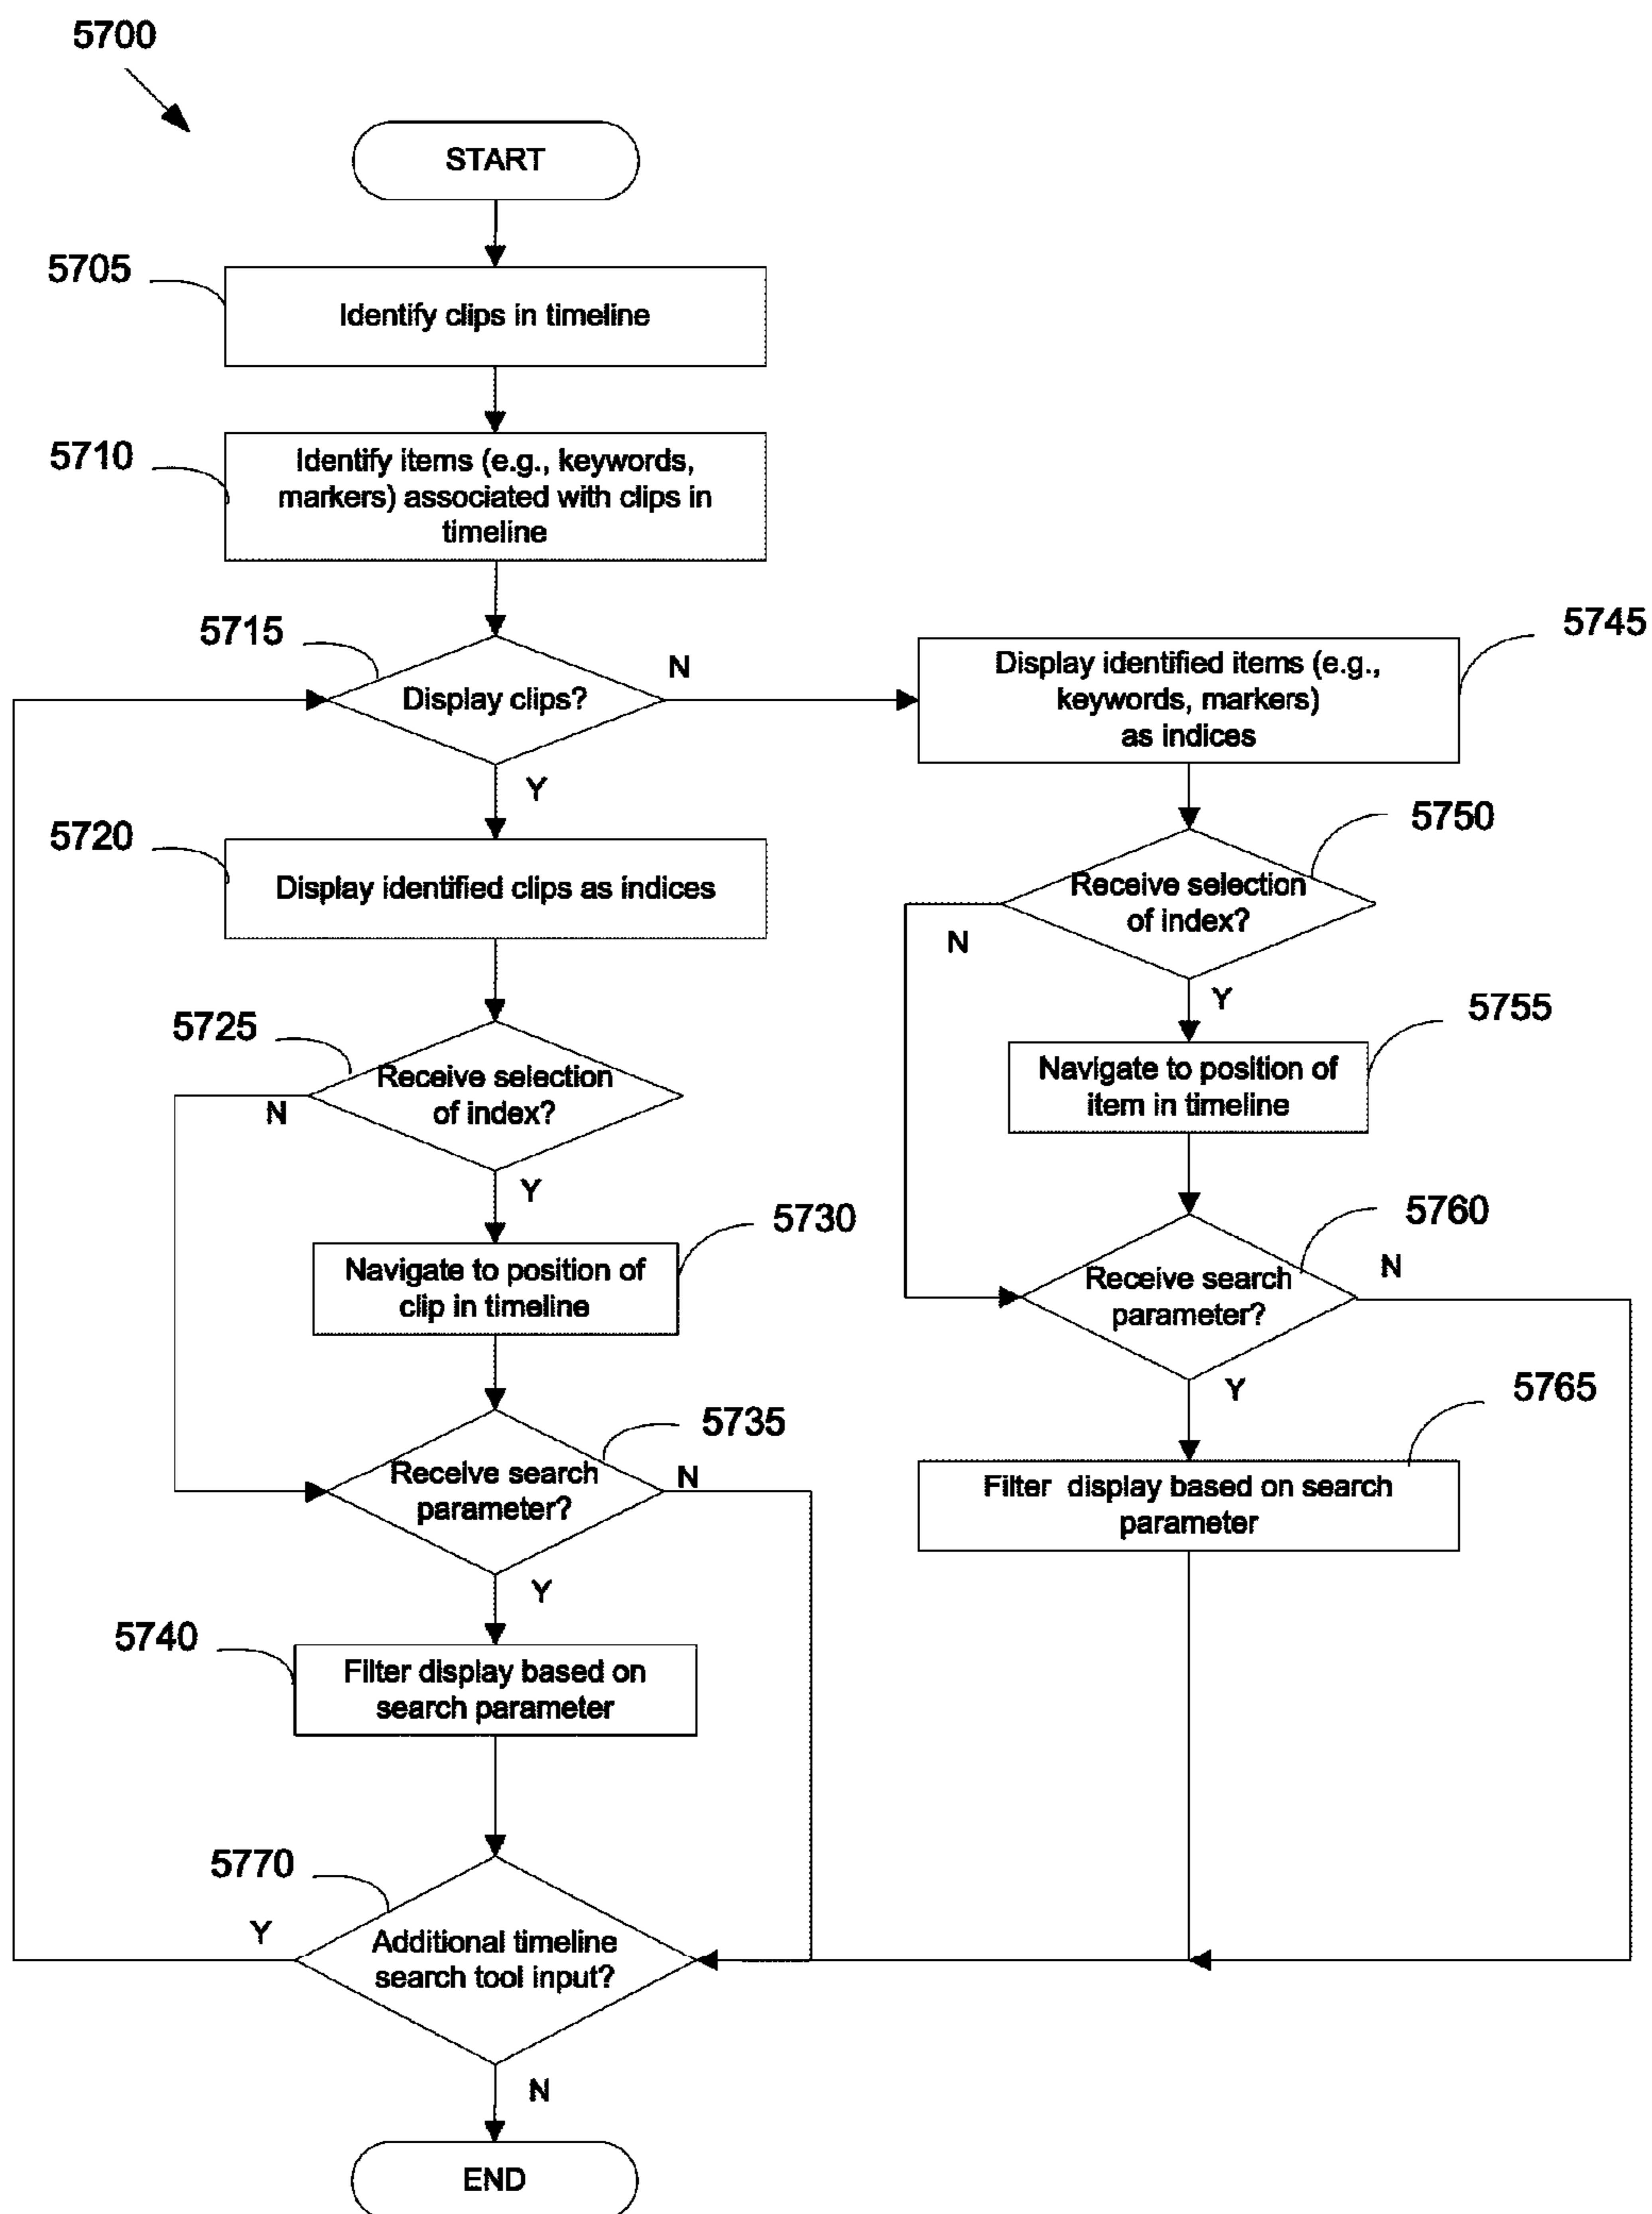 5700
START
5705
Identify clips in timeline
5710
Identify items (e.g., keywords,
markers) associated with clips in
timeline
5715
Display clips?
N
Y
5720
Display identified clips as indices
5725
Receive selection
of index?
N
Y
5730
Navigate to position of
clip in timeline
5735
Receive search
parameter?
N
Y
5740
Filter display based on
search parameter
5745
Display identified items (e.g.,
keywords, markers)
as indices
5750
Receive selection
of index?
N
Y
5755
Navigate to position of
item in timeline
5760
Receive search
parameter?
N
Y
5765
Filter display based on search
parameter
5770
Additional timeline
search tool input?
Y
N
END